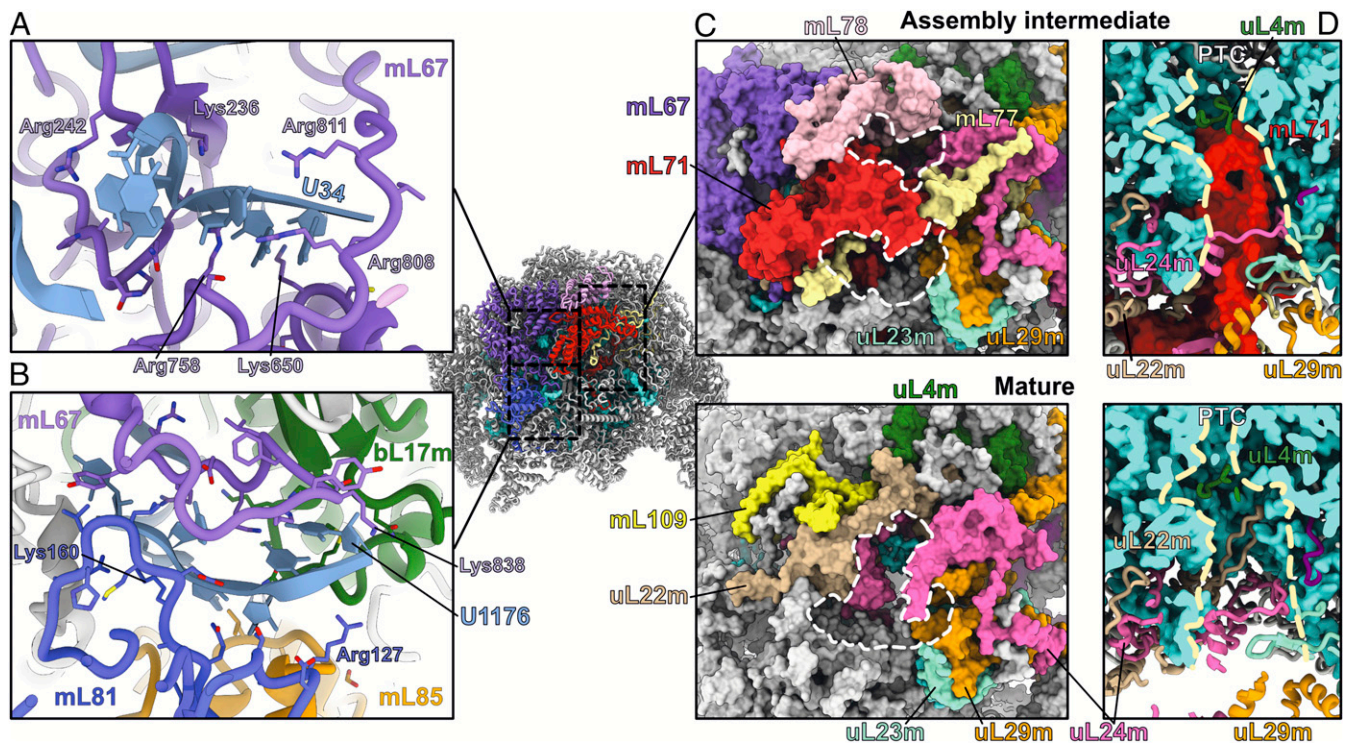 A
mL67
Lys236
Arg242
Arg811
U34
Arg808
Arg758
Lys650
B
mL67
bL17m
Lys160
Lys838
U1176
Arg127
mL81
mL85
Assembly intermediate
C
mL78
mL67
mL77
mL71
uL23m
uL29m
D
uL4m
PTC
mL71
uL24m
uL22m
uL29m
Mature
uL4m
mL109
uL22m
uL23m
uL29m
uL24m
PTC
uL4m
uL22m
uL29m